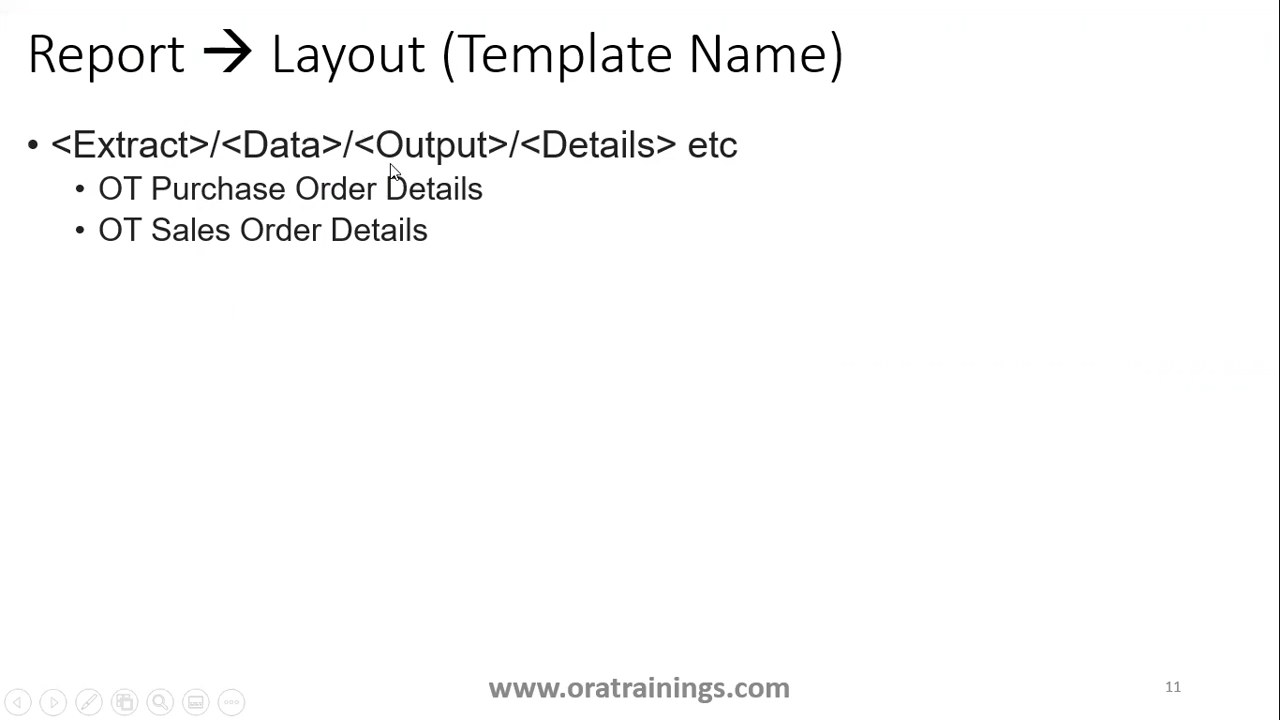 Report → Layout (Template Name)
• <Extract>/<Data>/<Output>/<Details> etc
• OT Purchase Order Details
• OT Sales Order Details
www.oratrainings.com
11